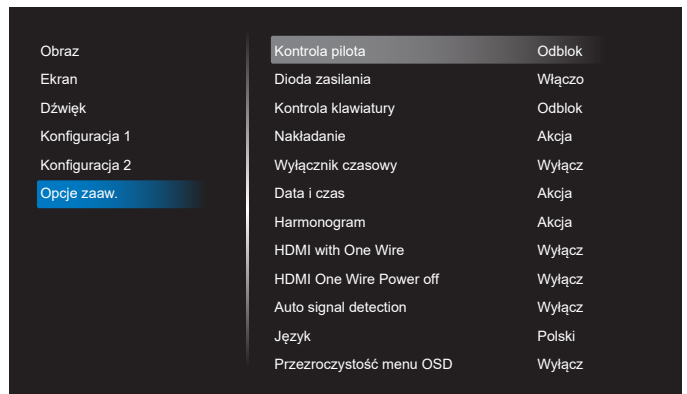 Obraz
Ekran
Dźwięk
Konfiguracja 1
Konfiguracja 2
Opcje zaaw.
Kontrola pilota Odblok
Dioda zasilania Włączo
Kontrola klawiatury Odblok
Nakładanie Akcja
Wyłącznik czasowy Wyłącz
Data i czas Akcja
Harmonogram Akcja
HDMI with One Wire Wyłącz
HDMI One Wire Power off Wyłącz
Auto signal detection Wyłącz
Język Polski
Przezroczystość menu OSD Wyłącz